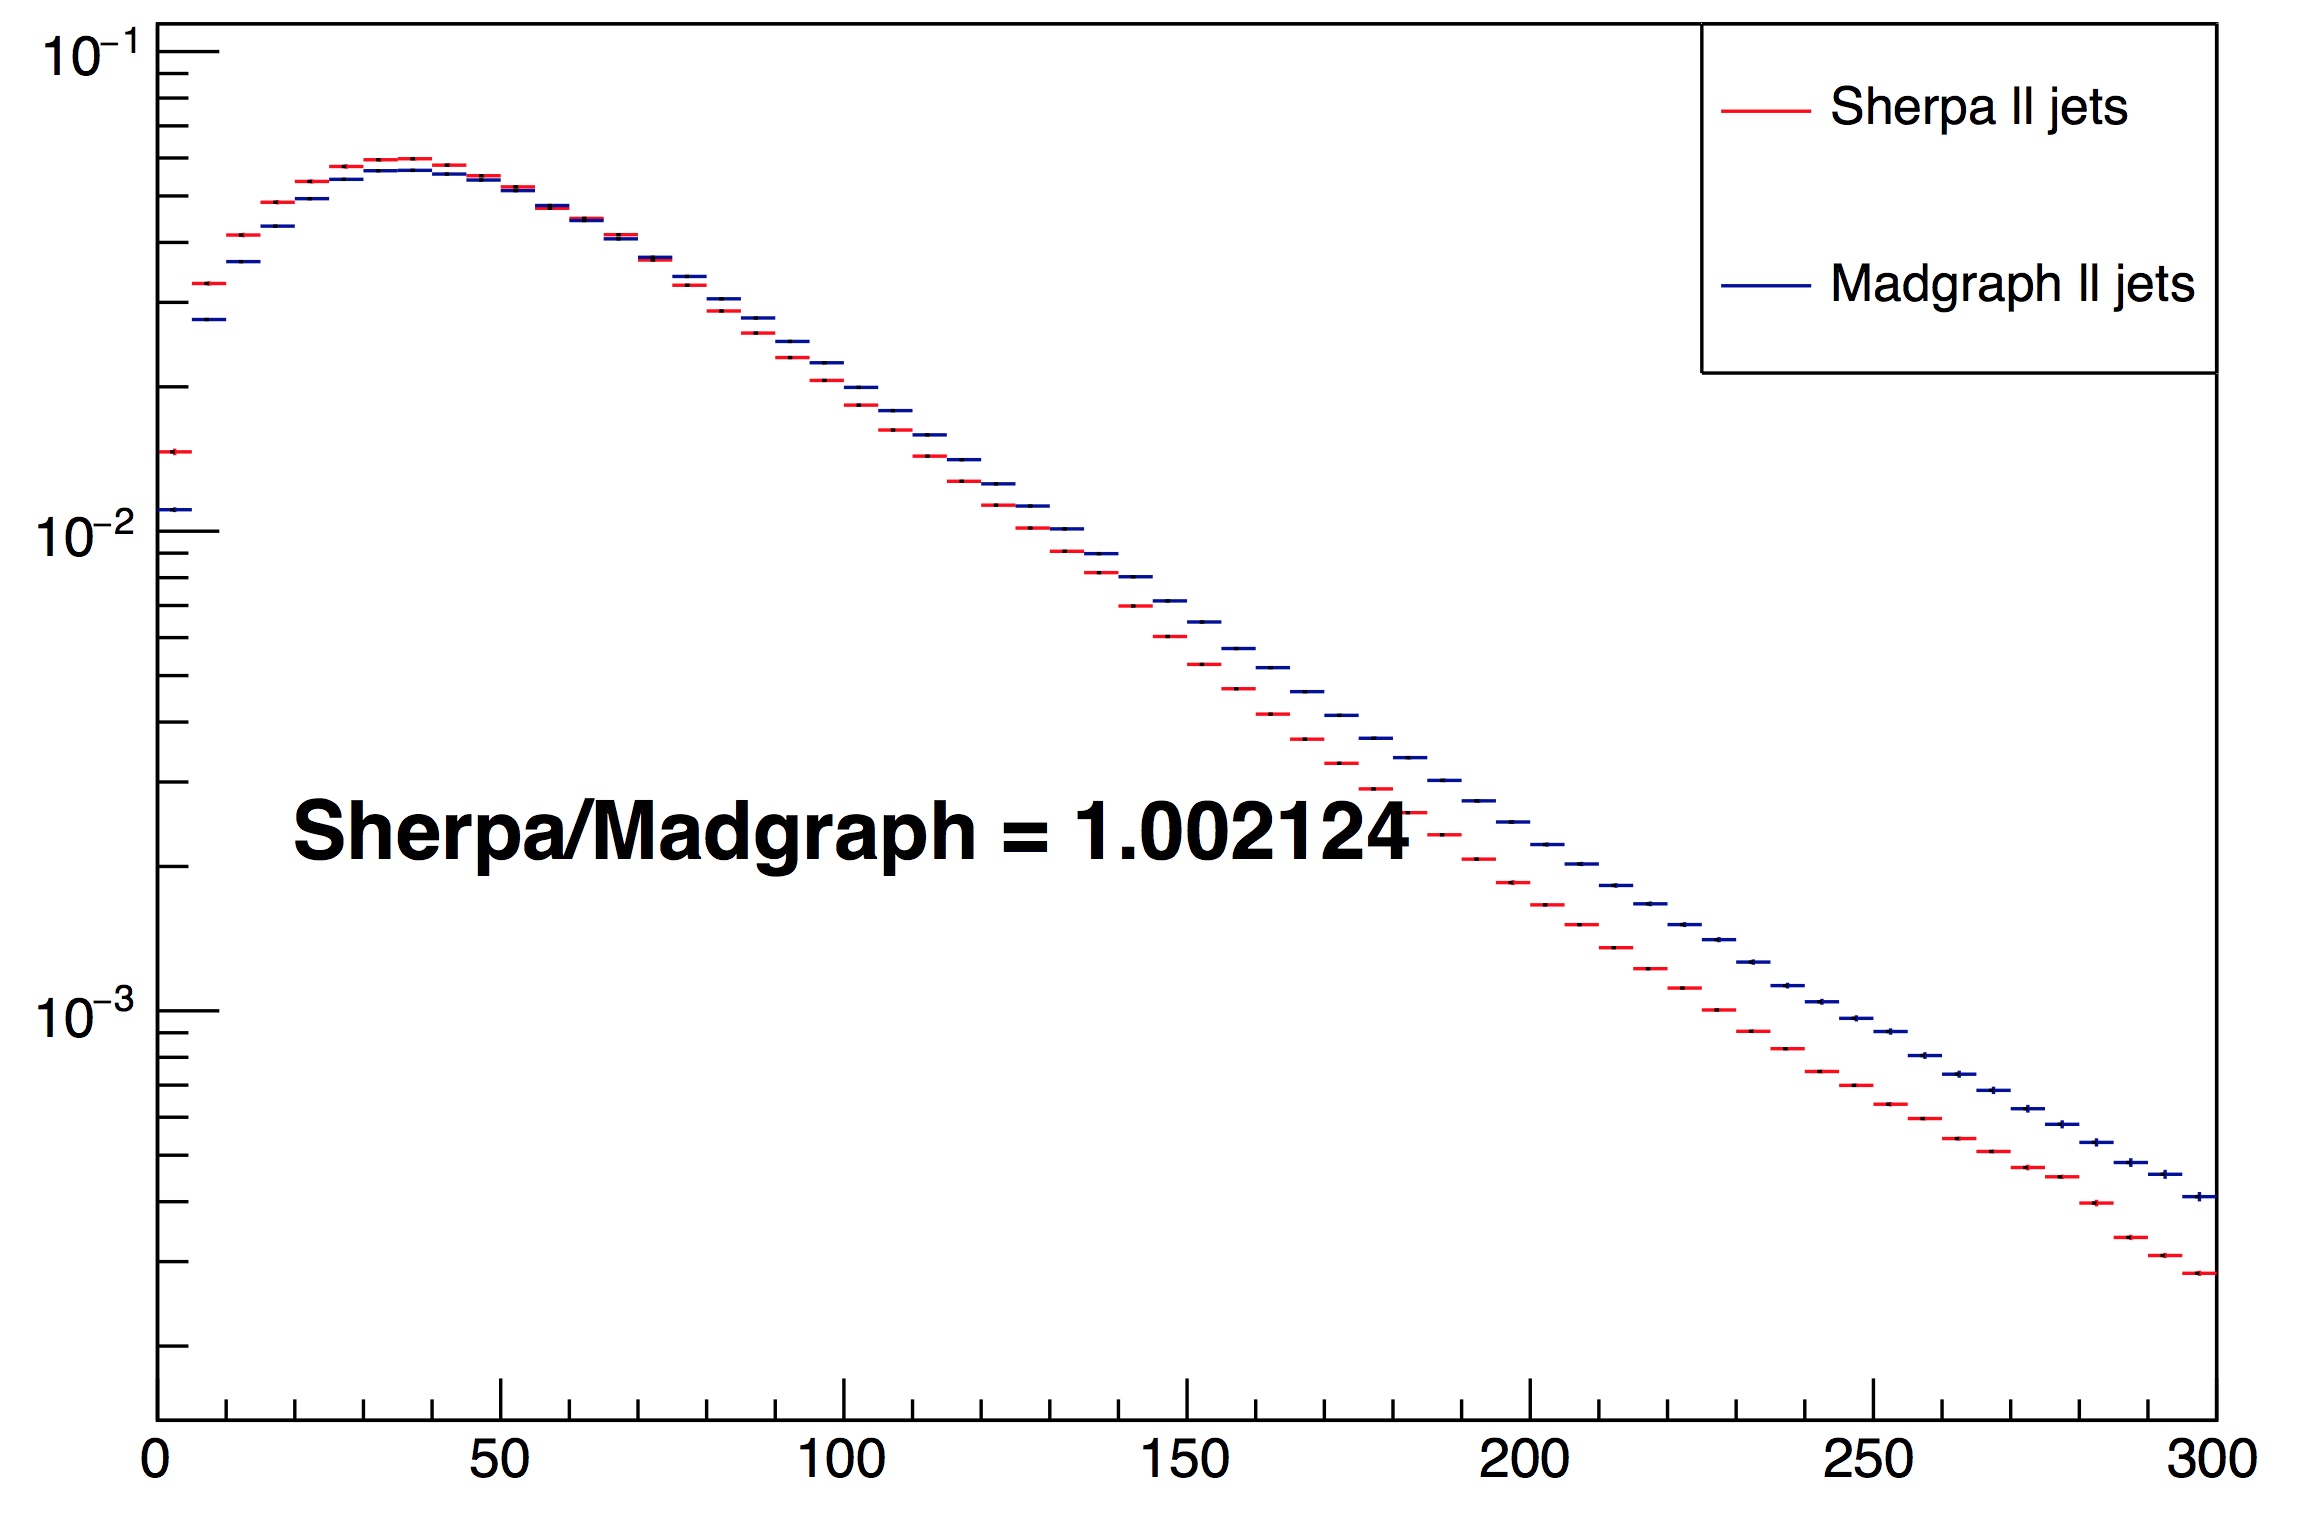 10⁻¹
Sherpa ll jets
Madgraph ll jets
10⁻²
Sherpa/Madgraph = 1.002124
10⁻³
0 50 100 150 200 250 300